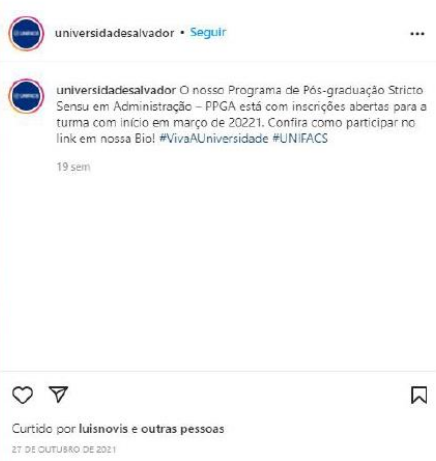 universidadesalvador • Seguir
universidadesalvador O nosso Programa de Pós-graduação Stricto
Sensu em Administração – PPGA está com inscrições abertas para a
turma com início em março de 20221. Confira como participar no
link em nossa Bio! #VivaAUniversidade #UNIFACS
19 sem
Curtido por luisnovis e outras pessoas
27 DE OUTUBRO DE 2021